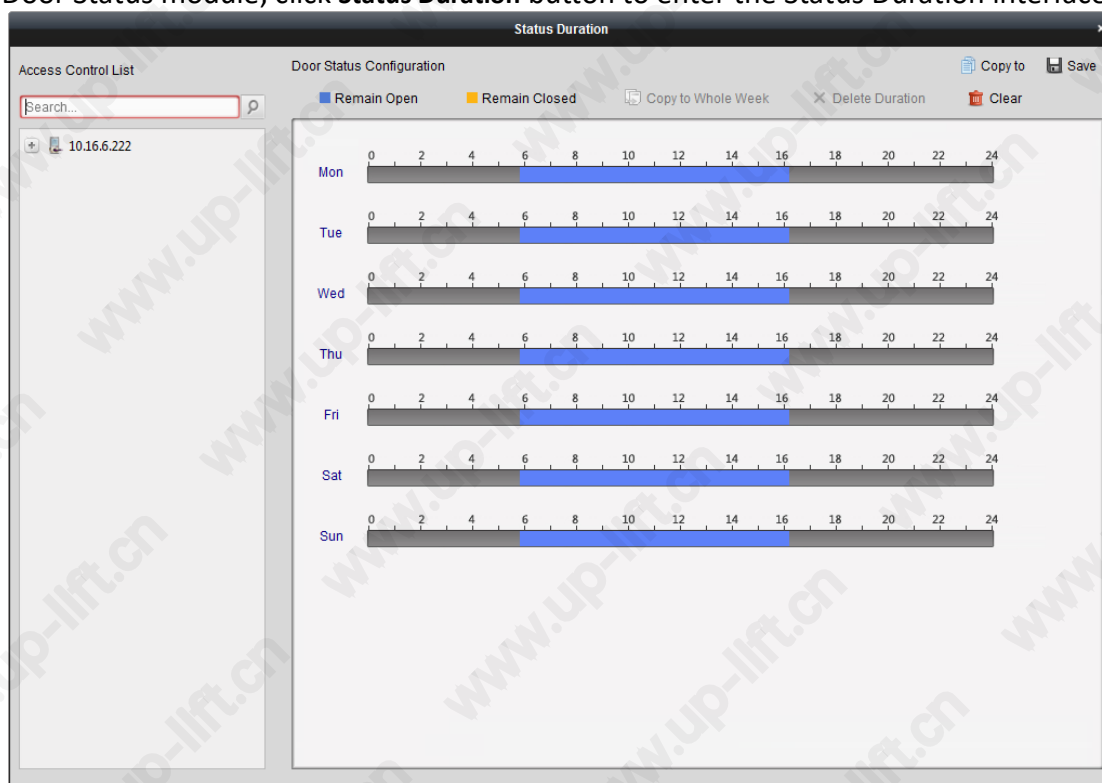 Door Status module, click Status Duration button to enter the Status Duration interface
Status Duration
Access Control List
Search...
10.16.6.222
Door Status Configuration
Copy to Save
Remain Open Remain Closed Copy to Whole Week Delete Duration Clear
0 2 4 6 8 10 12 14 16 18 20 22 24
Mon
0 2 4 6 8 10 12 14 16 18 20 22 24
Tue
0 2 4 6 8 10 12 14 16 18 20 22 24
Wed
0 2 4 6 8 10 12 14 16 18 20 22 24
Thu
0 2 4 6 8 10 12 14 16 18 20 22 24
Fri
0 2 4 6 8 10 12 14 16 18 20 22 24
Sat
0 2 4 6 8 10 12 14 16 18 20 22 24
Sun
www.up-lift.cn